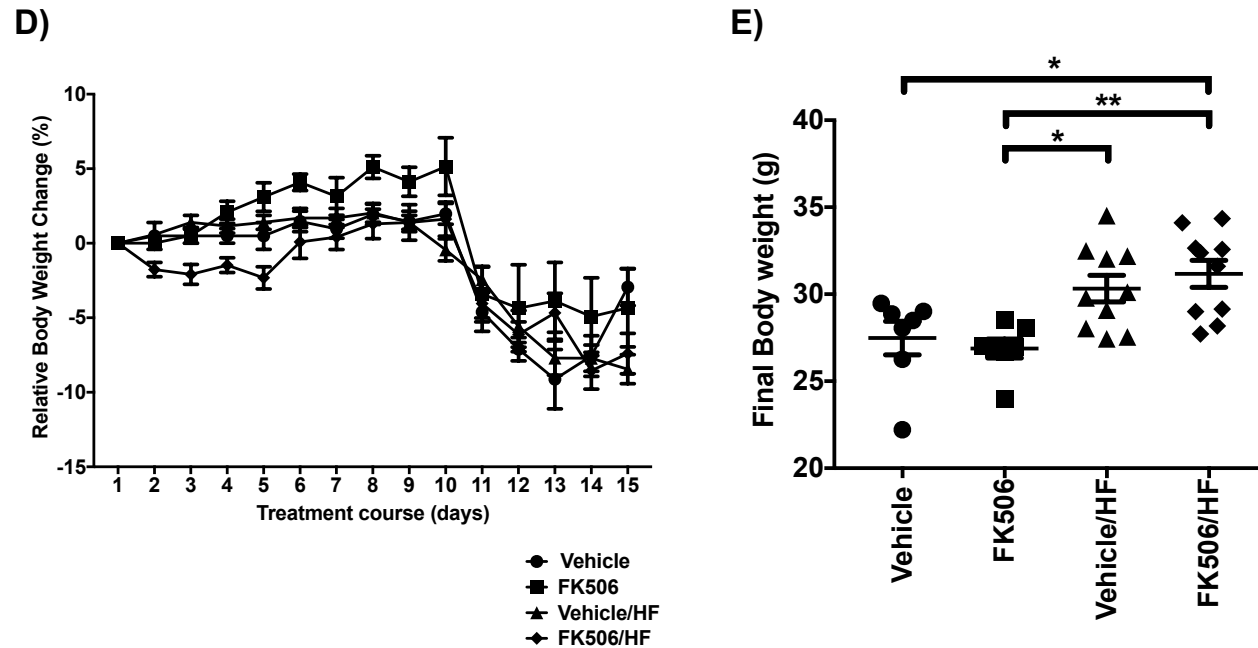 D)
Relative Body Weight Change (%)
10
5
0
-5
-10
-15
1 2 3 4 5 6 7 8 9 10 11 12 13 14 15
Treatment course (days)
Vehicle
FK506
Vehicle/HF
FK506/HF
E)
*
**
*
Final Body weight (g)
40
35
30
25
20
Vehicle
FK506
Vehicle/HF
FK506/HF